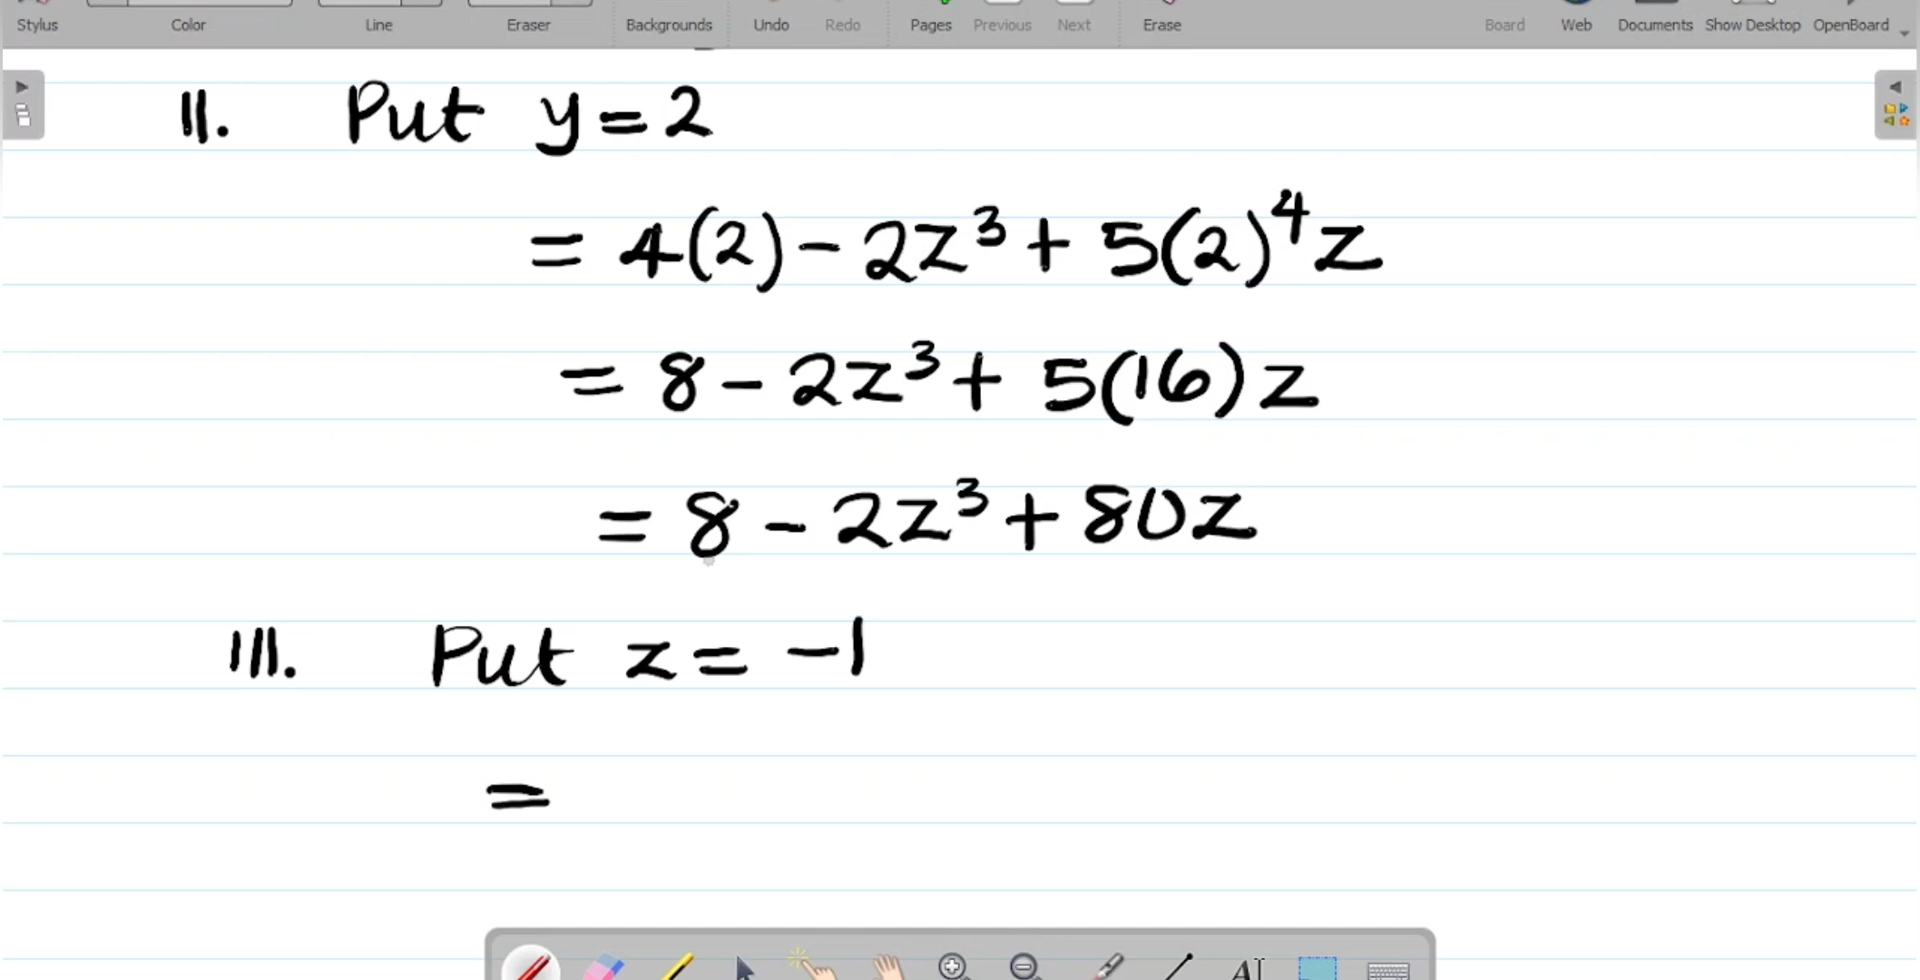 Stylus Color Line Eraser Backgrounds Undo Redo Pages Previous Next Erase Board Web Documents Show Desktop OpenBoard
II. Put y = 2
= 4(2) - 2z³ + 5(2)⁴z
= 8 - 2z³ + 5(16)z
= 8 - 2z³ + 80z
III. Put z = -1
=